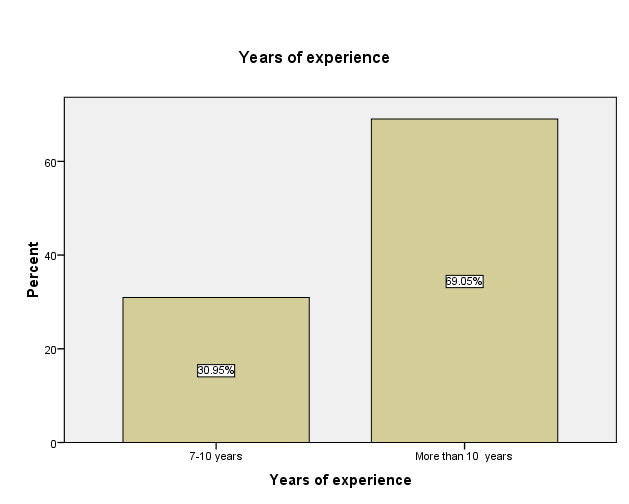 Years of experience
Percent
60
40
20
0
69.05%
30.95%
7-10 years
More than 10  years
Years of experience